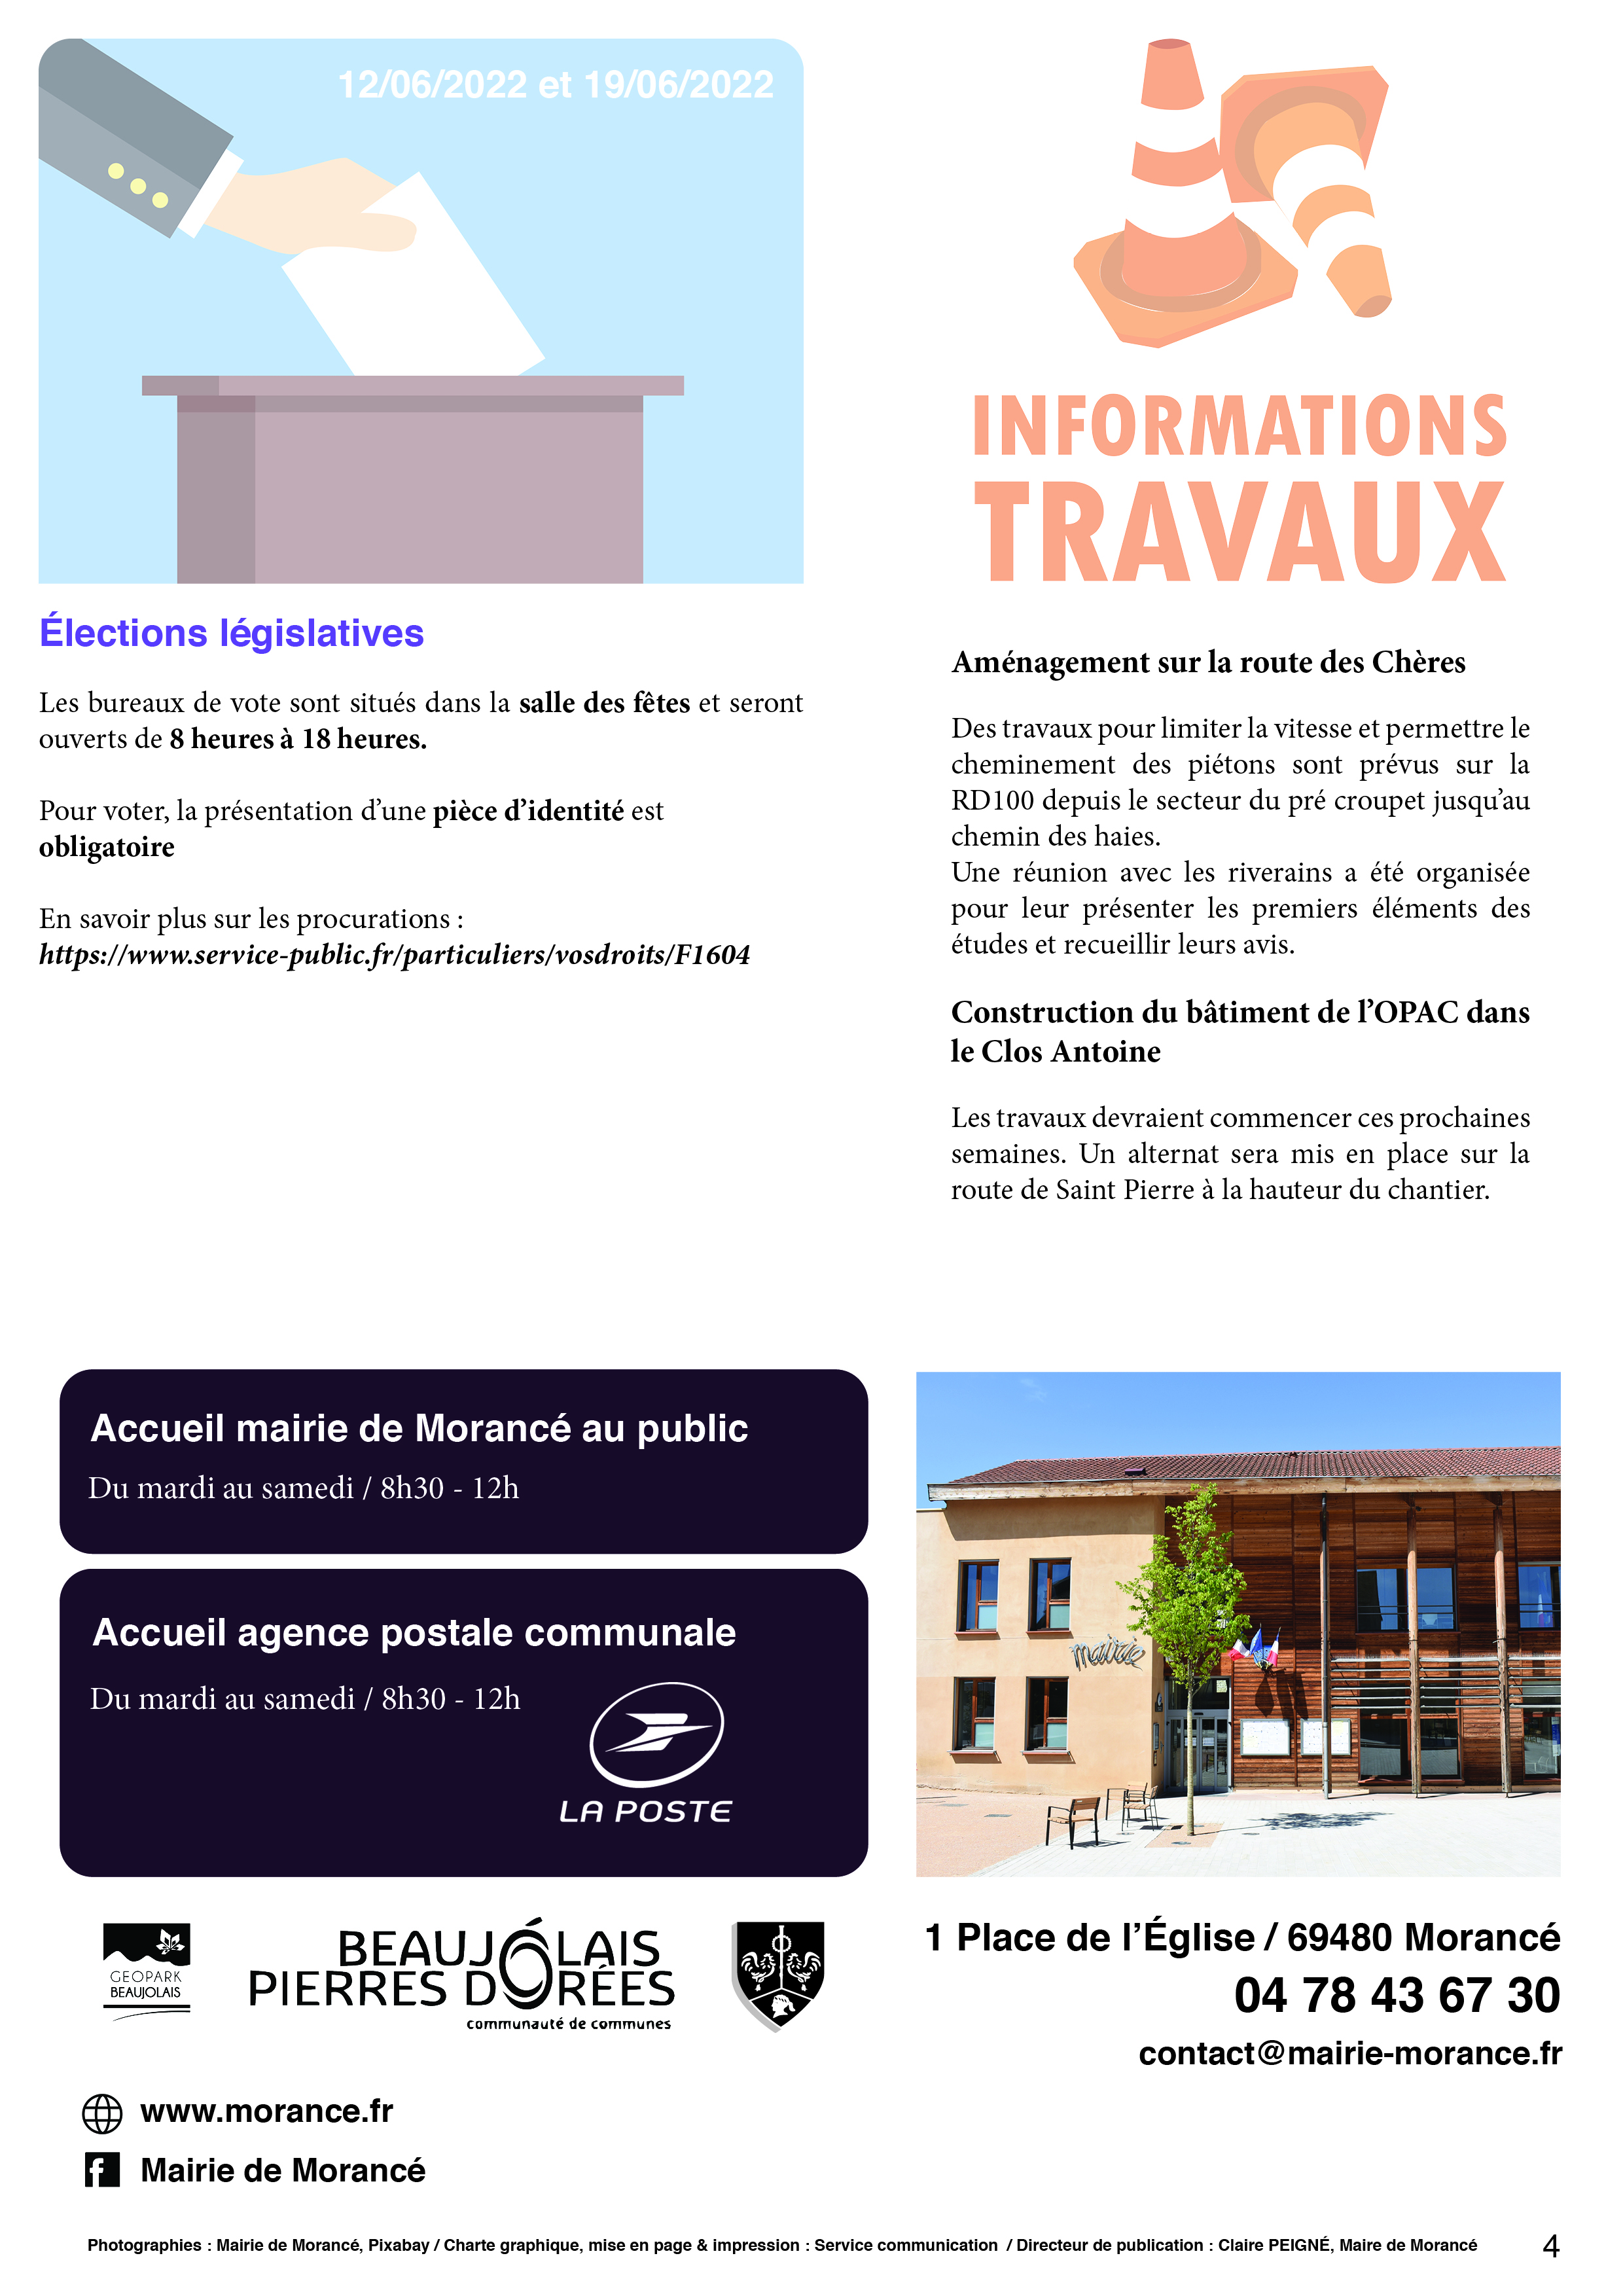 12/06/2022 et 19/06/2022
Élections législatives
Les bureaux de vote sont situés dans la salle des fêtes et seront
ouverts de 8 heures à 18 heures.
Pour voter, la présentation d’une pièce d’identité est
obligatoire
En savoir plus sur les procurations :
https://www.service-public.fr/particuliers/vosdroits/F1604
INFORMATIONS
TRAVAUX
Aménagement sur la route des Chères
Des travaux pour limiter la vitesse et permettre le
cheminement des piétons sont prévus sur la
RD100 depuis le secteur du pré croupet jusqu’au
chemin des haies.
Une réunion avec les riverains a été organisée
pour leur présenter les premiers éléments des
études et recueillir leurs avis.
Construction du bâtiment de l’OPAC dans
le Clos Antoine
Les travaux devraient commencer ces prochaines
semaines. Un alternat sera mis en place sur la
route de Saint Pierre à la hauteur du chantier.
Accueil mairie de Morancé au public
Du mardi au samedi / 8h30 - 12h
Accueil agence postale communale
Du mardi au samedi / 8h30 - 12h
LA POSTE
mairie
GEOPARK
BEAUJOLAIS
BEAUJOLAIS
PIERRES DORÉES
communauté de communes
1 Place de l’Église / 69480 Morancé
04 78 43 67 30
contact@mairie-morance.fr
www.morance.fr
Mairie de Morancé
Photographies : Mairie de Morancé, Pixabay / Charte graphique, mise en page & impression : Service communication / Directeur de publication : Claire PEIGNÉ, Maire de Morancé
4